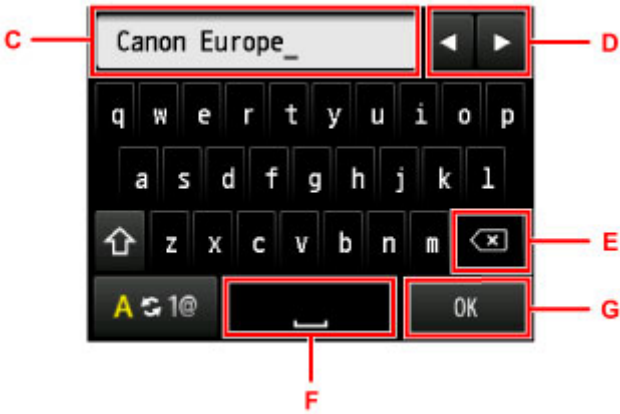 C Canon Europe_ ◀ ▶ D
q w e r t y u i o p
a s d f g h j k l
z x c v b n m E
A 1@ OK G
F